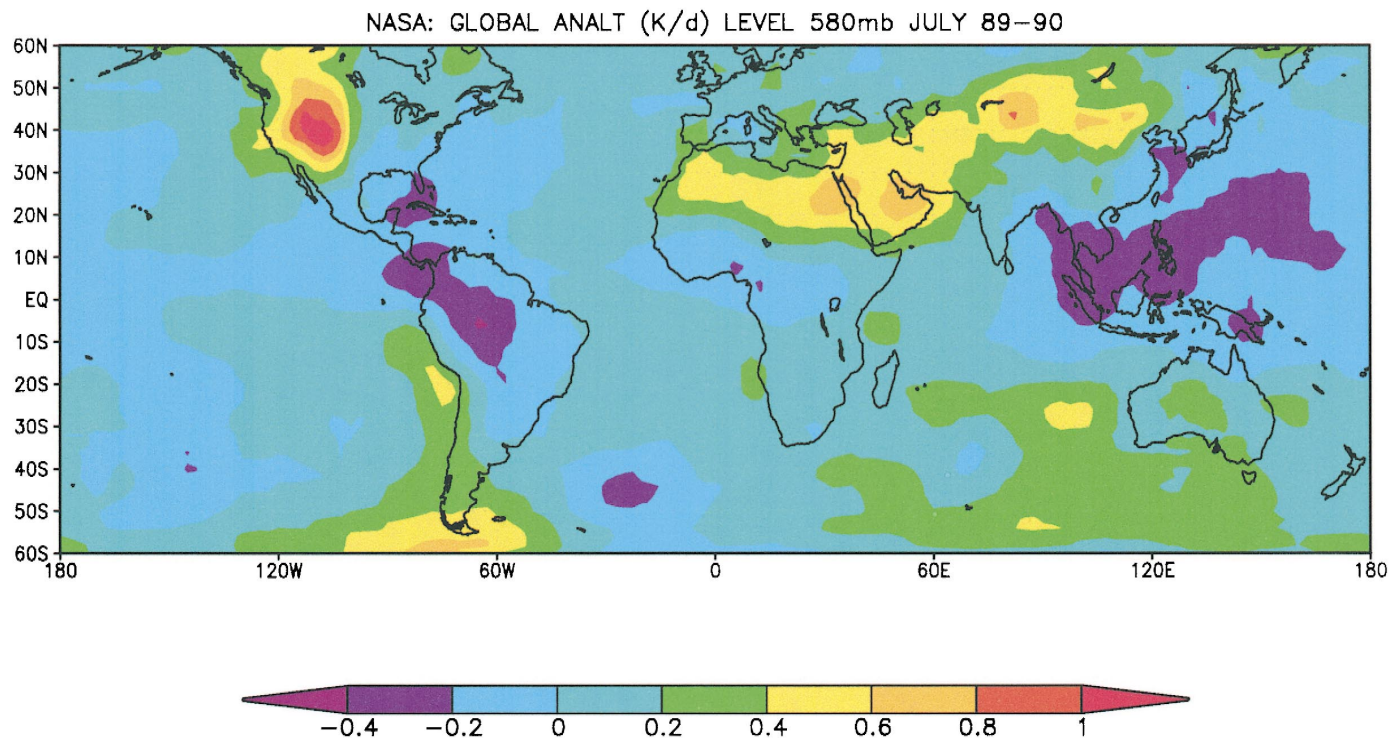 NASA: GLOBAL ANALT (K/d) LEVEL 580mb JULY 89-90
60N
50N
40N
30N
20N
10N
EQ
10S
20S
30S
40S
50S
60S
180 120W 60W 0 60E 120E 180
-0.4 -0.2 0 0.2 0.4 0.6 0.8 1